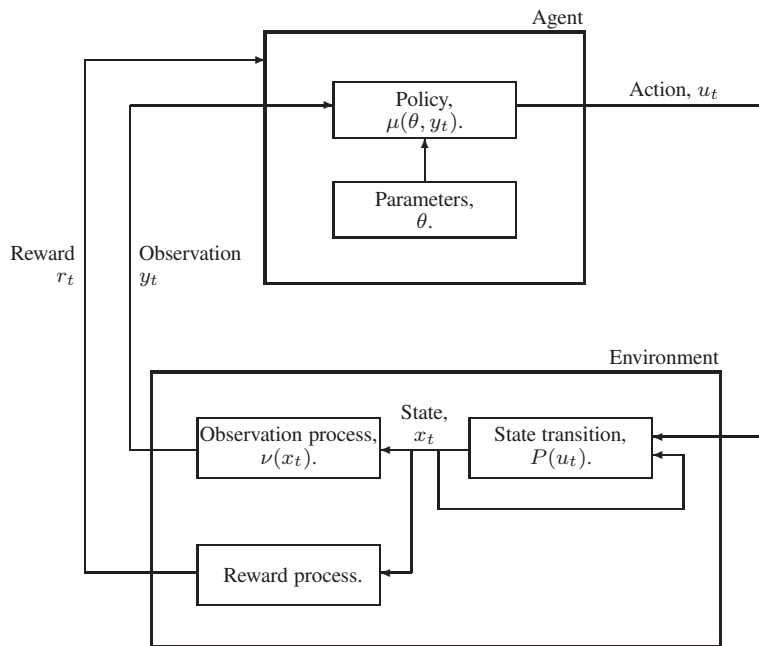 Agent
Policy,
μ(θ, y_t).
Action, u_t
Parameters,
θ.
Reward
r_t
Observation
y_t
Environment
Observation process,
ν(x_t).
State,
x_t
State transition,
P(u_t).
Reward process.